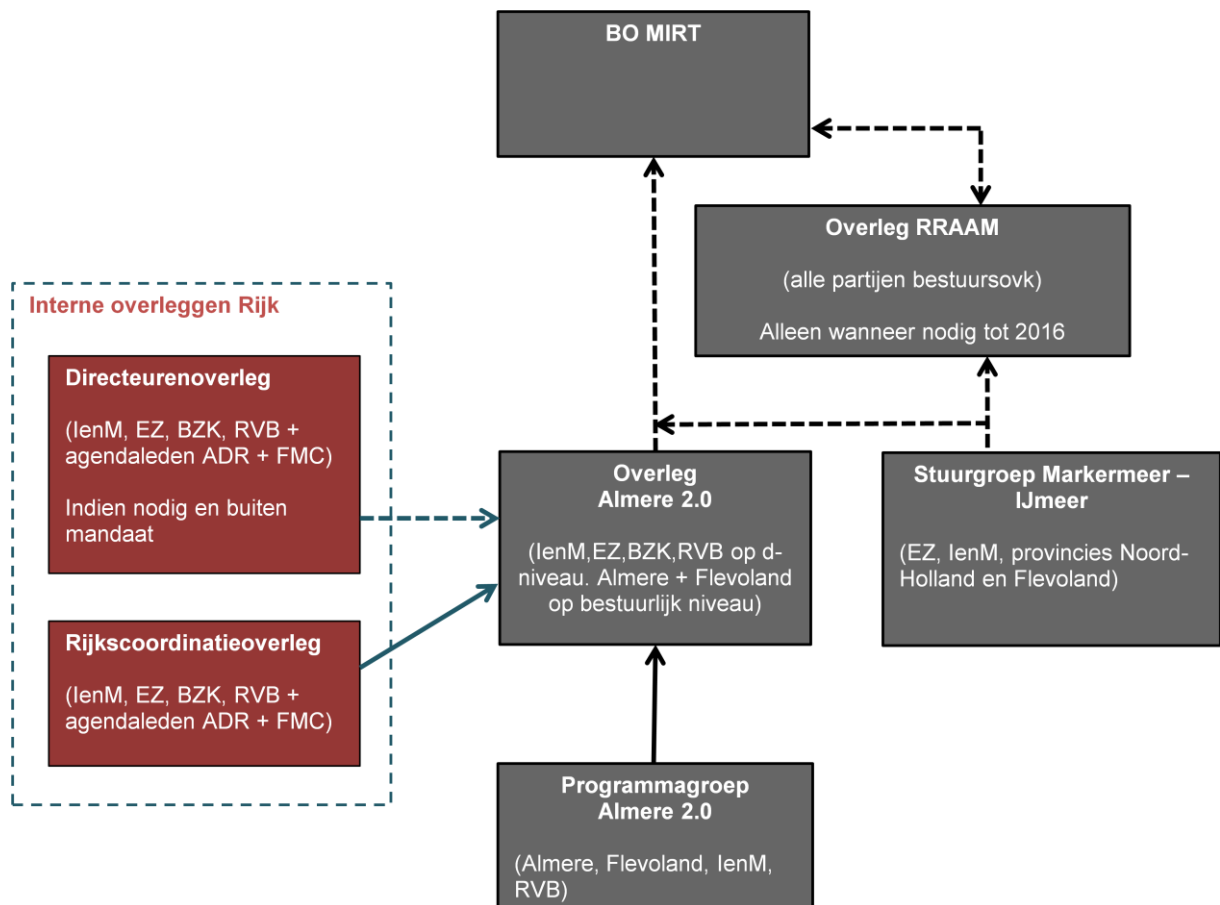 BO MIRT
Overleg RRAAM
(alle partijen bestuursovk)
Alleen wanneer nodig tot 2016
Interne overleggen Rijk
Directeurenoverleg
(IenM, EZ, BZK, RVB +
agendaleden ADR + FMC)
Indien nodig en buiten
mandaat
Rijkscoordinatieoverleg
(IenM, EZ, BZK, RVB +
agendaleden ADR + FMC)
Overleg
Almere 2.0
(IenM,EZ,BZK,RVB op d-
niveau. Almere + Flevoland
op bestuurlijk niveau)
Stuurgroep Markermeer –
IJmeer
(EZ, IenM, provincies Noord-
Holland en Flevoland)
Programmagroep
Almere 2.0
(Almere, Flevoland, IenM,
RVB)